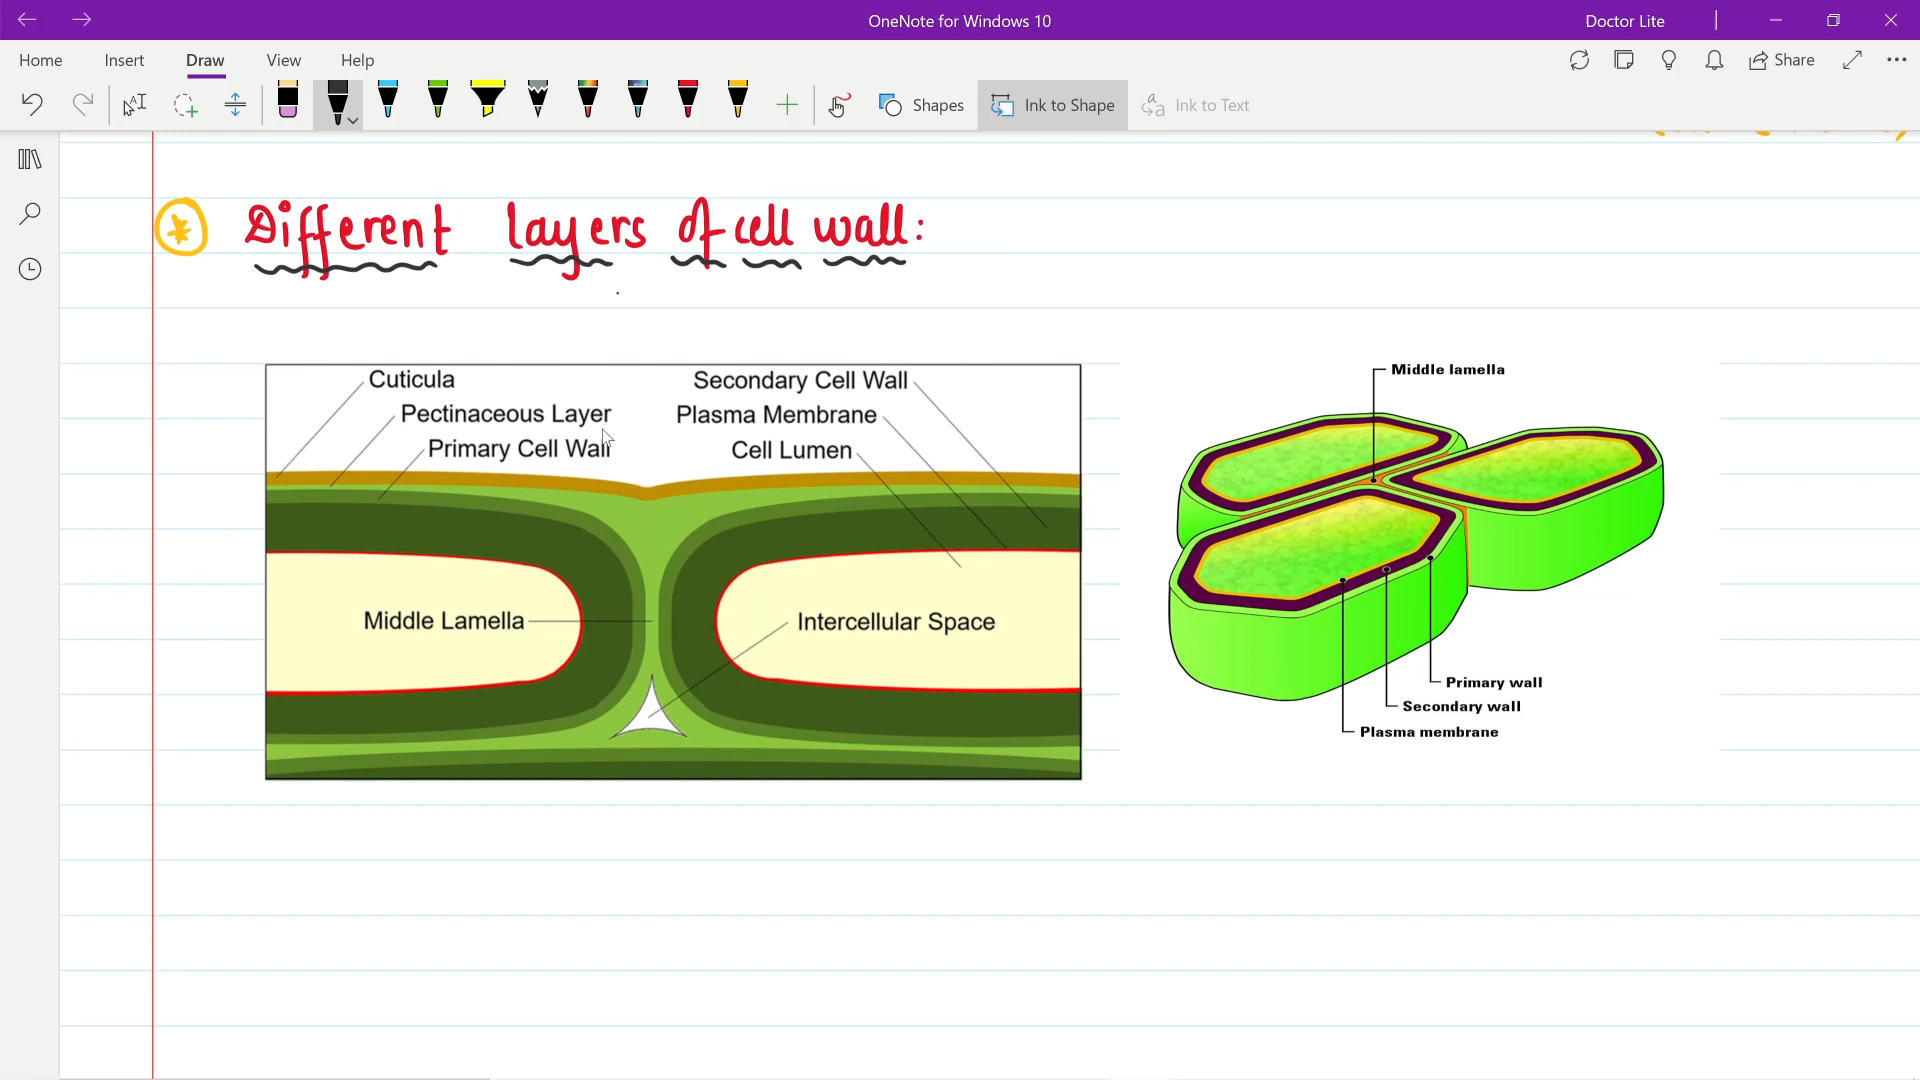 OneNote for Windows 10
Doctor Lite
Home Insert Draw View Help
Share
Shapes
Ink to Shape
Ink to Text
Different layers of cell wall:
Cuticula
Pectinaceous Layer
Primary Cell Wall
Secondary Cell Wall
Plasma Membrane
Cell Lumen
Middle Lamella
Intercellular Space
Middle lamella
Primary wall
Secondary wall
Plasma membrane